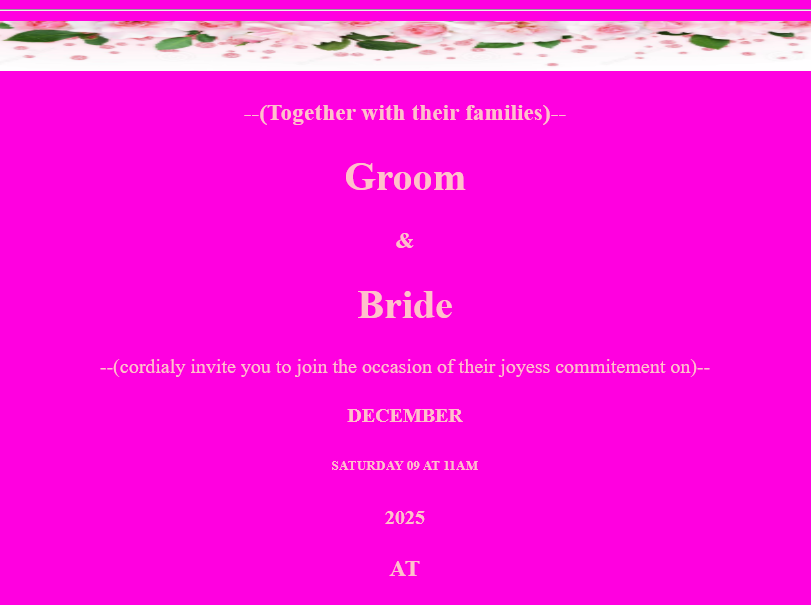 --(Together with their families)--
Groom
&
Bride
--(cordialy invite you to join the occasion of their joyess commitement on)--
DECEMBER
SATURDAY 09 AT 11AM
2025
AT